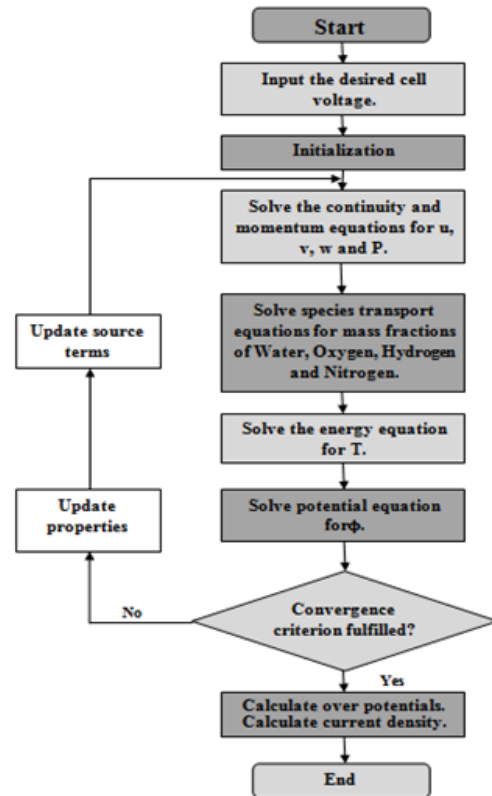 Start
Input the desired cell
voltage.
Initialization
Solve the continuity and
momentum equations for u,
v, w and P.
Solve species transport
equations for mass fractions
of Water, Oxygen, Hydrogen
and Nitrogen.
Update source
terms
Solve the energy equation
for T.
Update
properties
Solve potential equation
forϕ.
No
Convergence
criterion fulfilled?
Yes
Calculate over potentials.
Calculate current density.
End